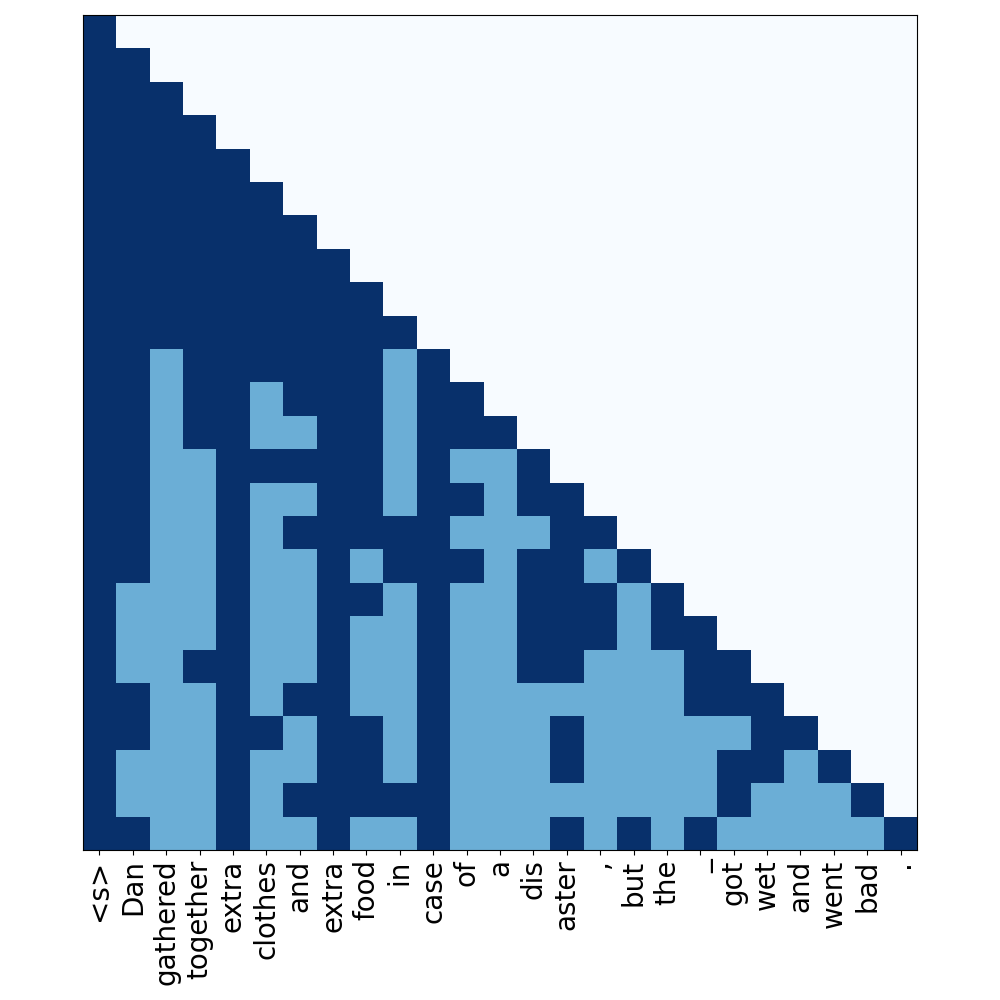 <s> Dan gathered together extra clothes and extra food in case of a dis aster , but the _ got wet and went bad .